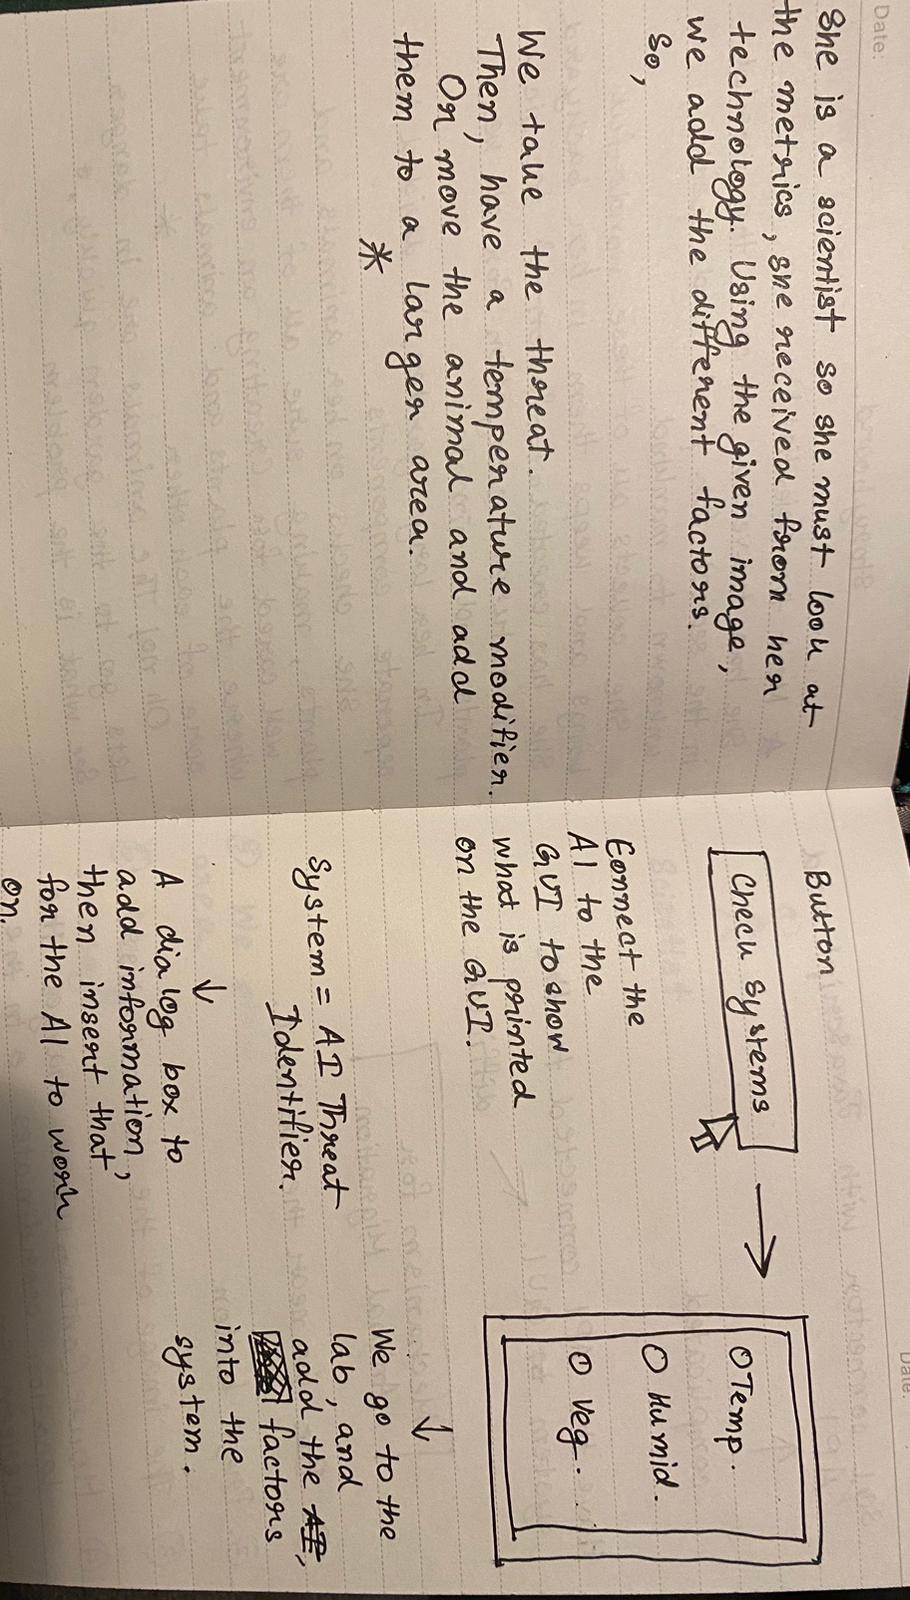 Date:
She is a scientist so she must look at
the metrics, she received from her
technology. Using the given image,
we add the different factors.
So,
We take the threat.
Then, have a temperature modifier.
Or move the animal and add
them to a larger area.
*
Date
Button
Check systems
→
O Temp.
O Humid.
O Veg.
Connect the
AI to the
GUI to show
what is printed
on the GUI.
System = AI Threat
Identifier.
↓
A dialog box to
add information,
then insert that
for the AI to work
on.
↓
We go to the
lab, and
add the AI,
factors
into the
system.